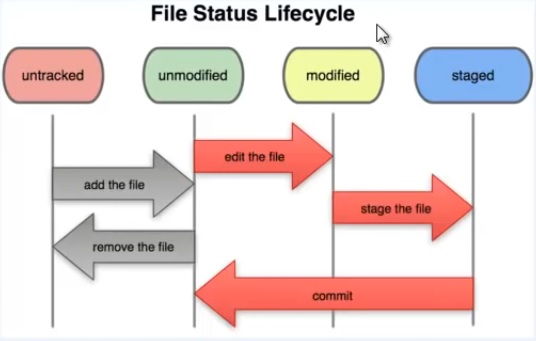 File Status Lifecycle
untracked
unmodified
modified
staged
edit the file
add the file
stage the file
remove the file
commit